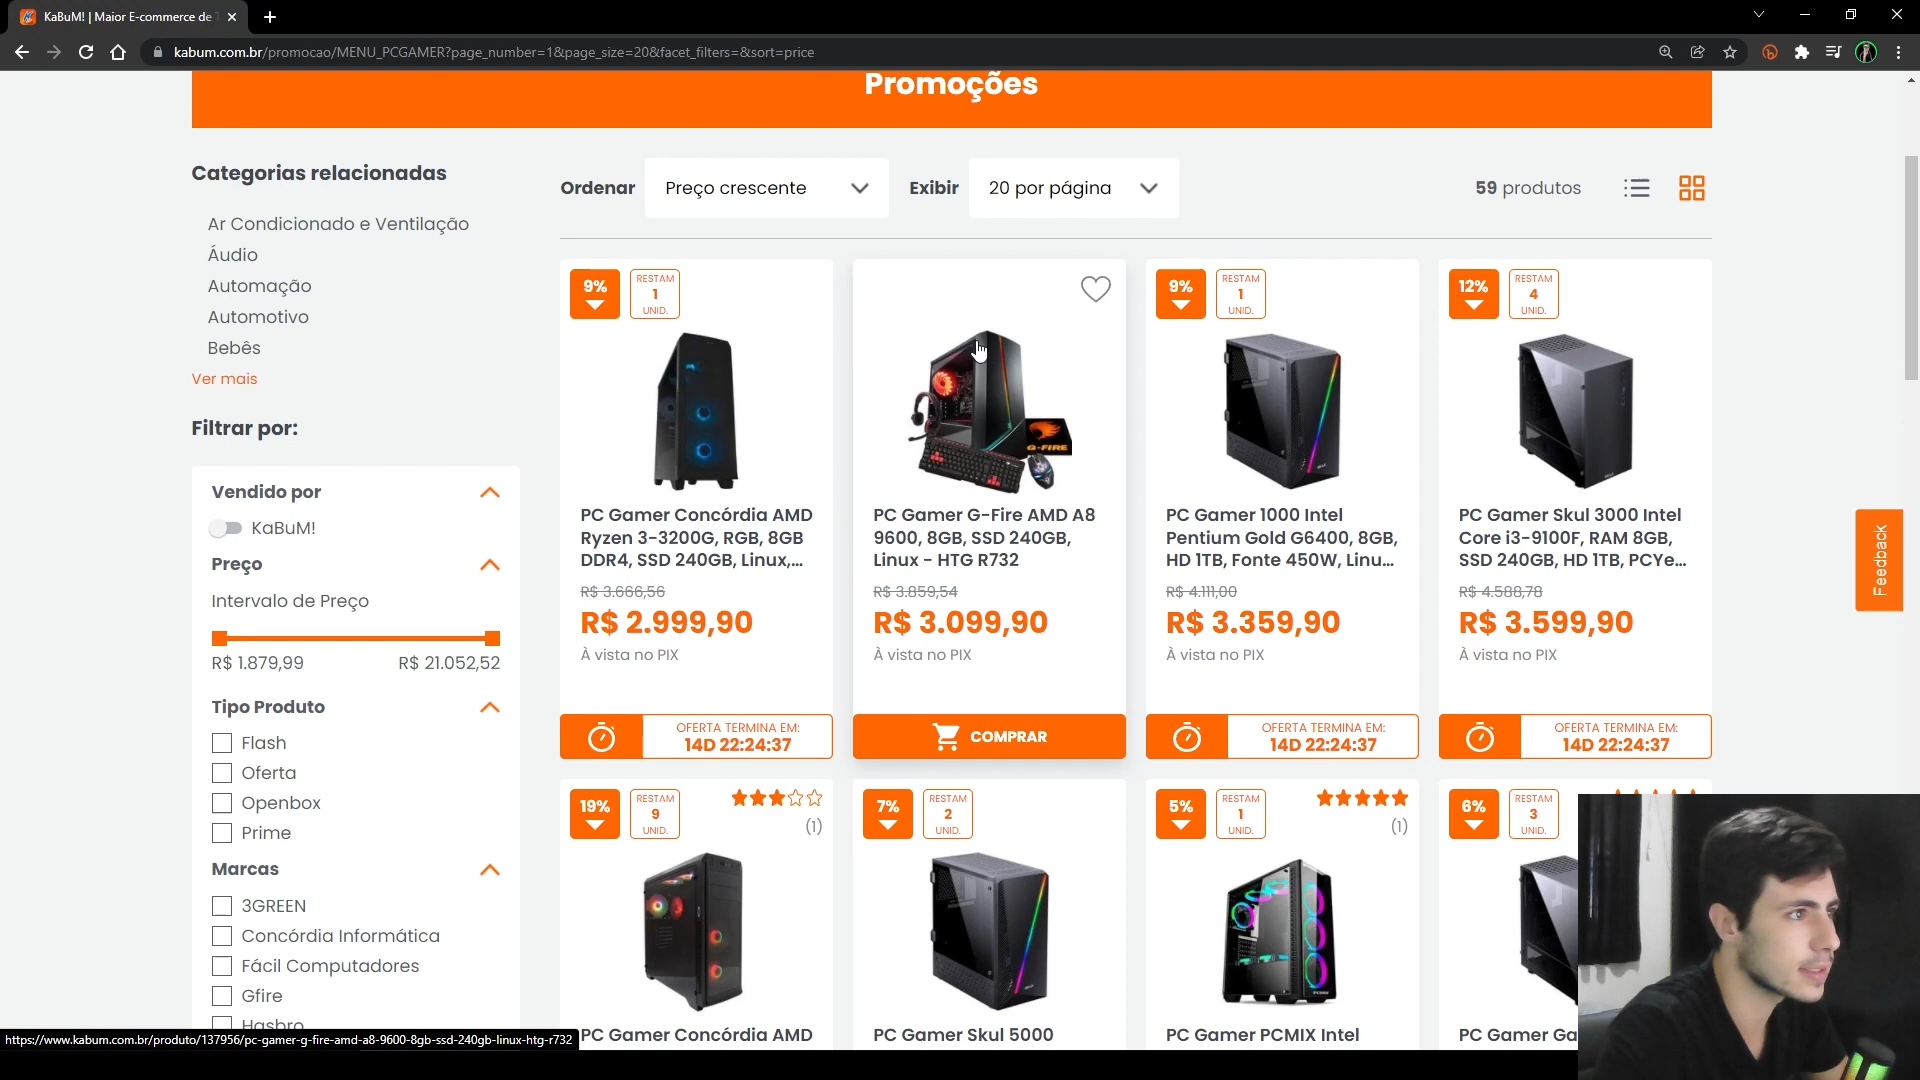 KaBuM! | Maior E-commerce de T
kabum.com.br/promocao/MENU_PCGAMER?page_number=1&page_size=20&facet_filters=&sort=price
Promoções
Categorias relacionadas
Ar Condicionado e Ventilação
Áudio
Automação
Automotivo
Bebês
Ver mais
Filtrar por:
Vendido por
KaBuM!
Preço
Intervalo de Preço
R$ 1.879,99 R$ 21.052,52
Tipo Produto
Flash
Oferta
Openbox
Prime
Marcas
3GREEN
Concórdia Informática
Fácil Computadores
Gfire
Hasbro
https://www.kabum.com.br/produto/137956/pc-gamer-g-fire-amd-a8-9600-8gb-ssd-240gb-linux-htg-r732
Ordenar Preço crescente Exibir 20 por página 59 produtos
9%
RESTAM
1
UNID.
PC Gamer Concórdia AMD
Ryzen 3-3200G, RGB, 8GB
DDR4, SSD 240GB, Linux,...
R$ 3.666,56
R$ 2.999,90
À vista no PIX
OFERTA TERMINA EM:
14D 22:24:37
G-FIRE
PC Gamer G-Fire AMD A8
9600, 8GB, SSD 240GB,
Linux - HTG R732
R$ 3.859,54
R$ 3.099,90
À vista no PIX
COMPRAR
9%
RESTAM
1
UNID.
PC Gamer 1000 Intel
Pentium Gold G6400, 8GB,
HD 1TB, Fonte 450W, Linu...
R$ 4.111,00
R$ 3.359,90
À vista no PIX
OFERTA TERMINA EM:
14D 22:24:37
12%
RESTAM
4
UNID.
PC Gamer Skul 3000 Intel
Core i3-9100F, RAM 8GB,
SSD 240GB, HD 1TB, PCYe...
R$ 4.588,78
R$ 3.599,90
À vista no PIX
OFERTA TERMINA EM:
14D 22:24:37
19%
RESTAM
9
UNID.
(1)
PC Gamer Concórdia AMD
7%
RESTAM
2
UNID.
PC Gamer Skul 5000
5%
RESTAM
1
UNID.
(1)
PC Gamer PCMIX Intel
6%
RESTAM
3
UNID.
PC Gamer Ga
Feedback